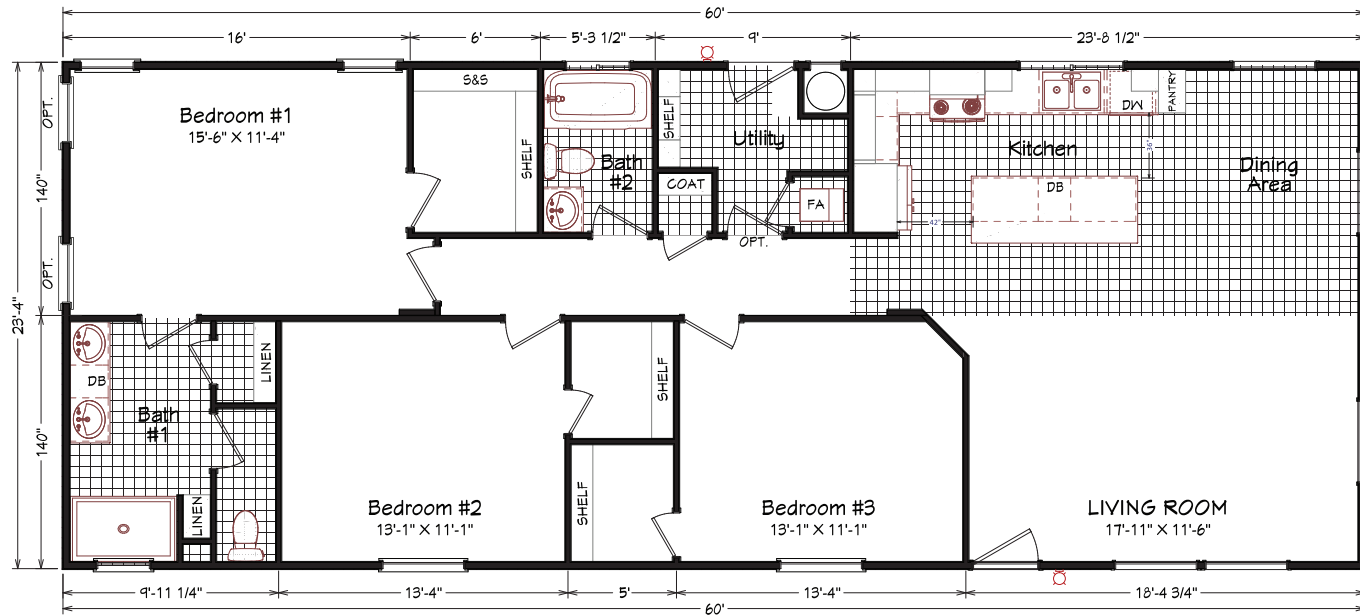 60'
16'
6'
5'-3 1/2"
9'
23'-8 1/2"
S&S
OPT.
Bedroom #1
15'-6" X 11'-4"
SHELF
Bath
#2
SHELF
Utility
COAT
FA
OPT.
Kitchen
DW
PANTRY
36"
DB
42"
Dining
Area
140"
OPT.
23'-4"
LINEN
DB
Bath
#1
SHELF
140"
LINEN
Bedroom #2
13'-1" X 11'-1"
SHELF
Bedroom #3
13'-1" X 11'-1"
LIVING ROOM
17'-11" X 11'-6"
9'-11 1/4"
13'-4"
5'
13'-4"
18'-4 3/4"
60'